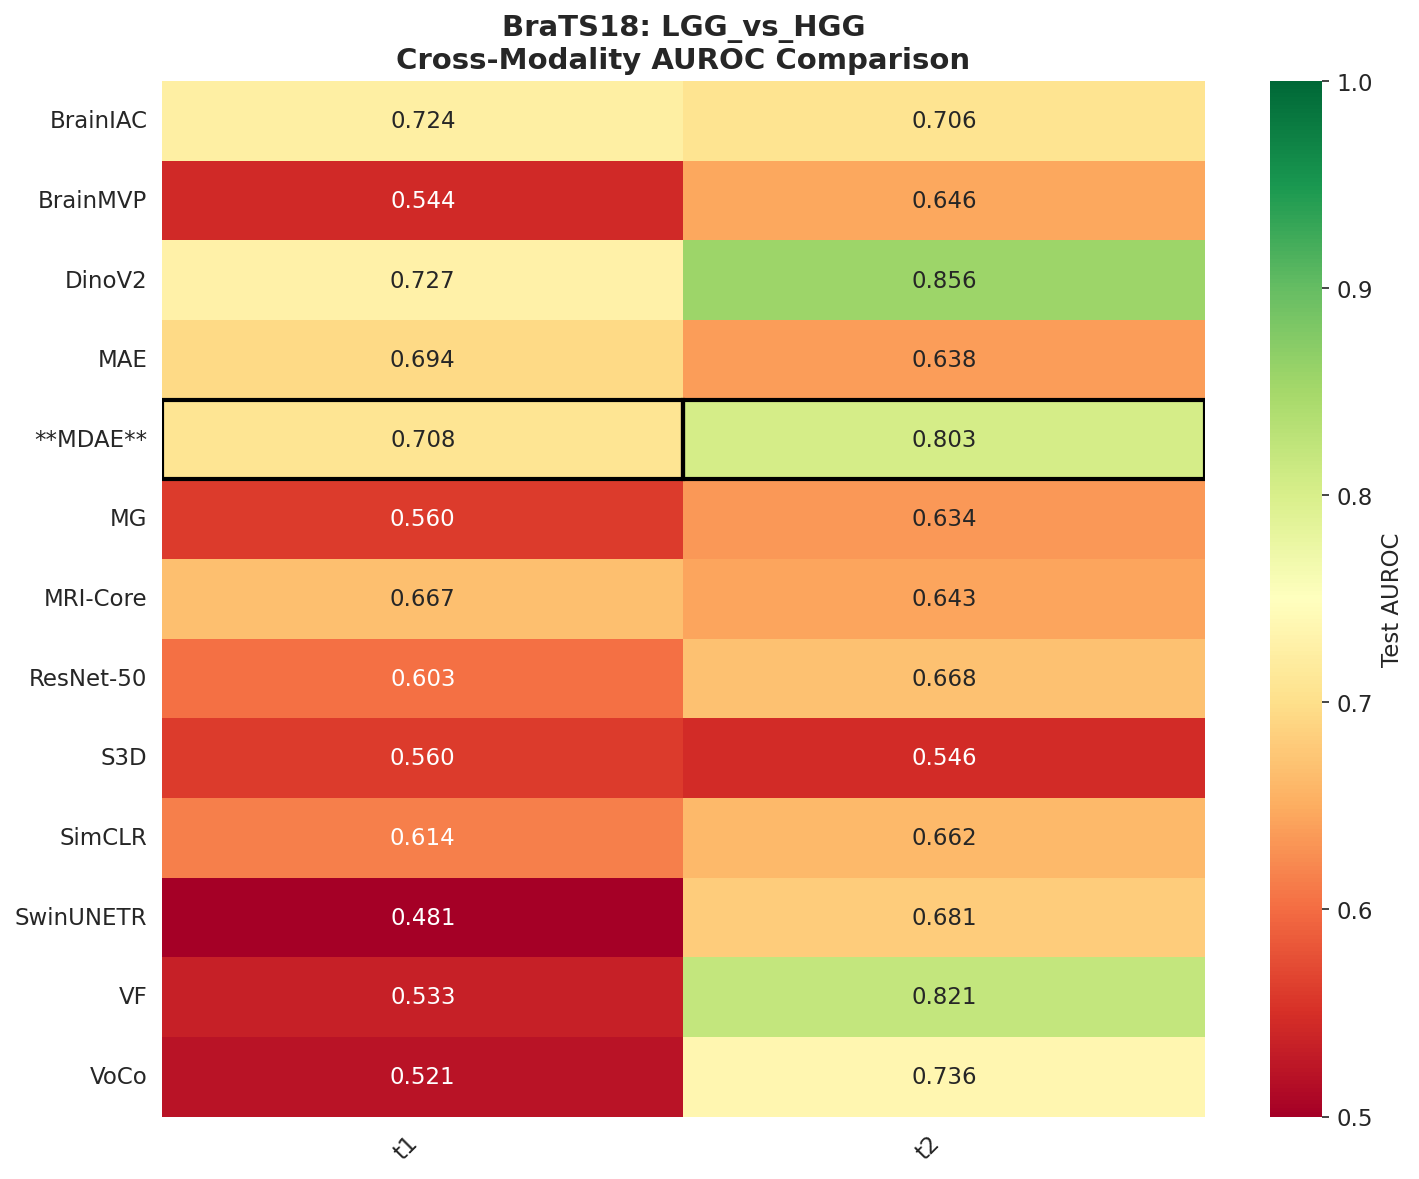 BraTS18: LGG_vs_HGG
Cross-Modality AUROC Comparison
BrainIAC 0.724 0.706
BrainMVP 0.544 0.646
DinoV2 0.727 0.856
MAE 0.694 0.638
**MDAE** 0.708 0.803
MG 0.560 0.634
MRI-Core 0.667 0.643
ResNet-50 0.603 0.668
S3D 0.560 0.546
SimCLR 0.614 0.662
SwinUNETR 0.481 0.681
VF 0.533 0.821
VoCo 0.521 0.736
t1 t2
1.0
0.9
0.8
0.7
0.6
0.5
Test AUROC